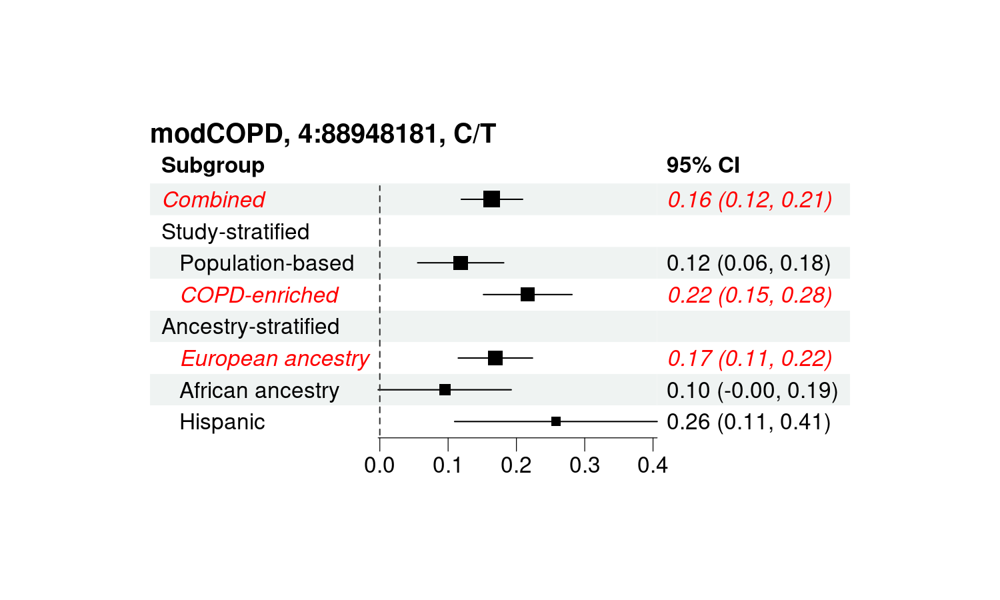 modCOPD, 4:88948181, C/T
Subgroup 95% CI
Combined 0.16 (0.12, 0.21)
Study-stratified
Population-based 0.12 (0.06, 0.18)
COPD-enriched 0.22 (0.15, 0.28)
Ancestry-stratified
European ancestry 0.17 (0.11, 0.22)
African ancestry 0.10 (-0.00, 0.19)
Hispanic 0.26 (0.11, 0.41)
0.0 0.1 0.2 0.3 0.4